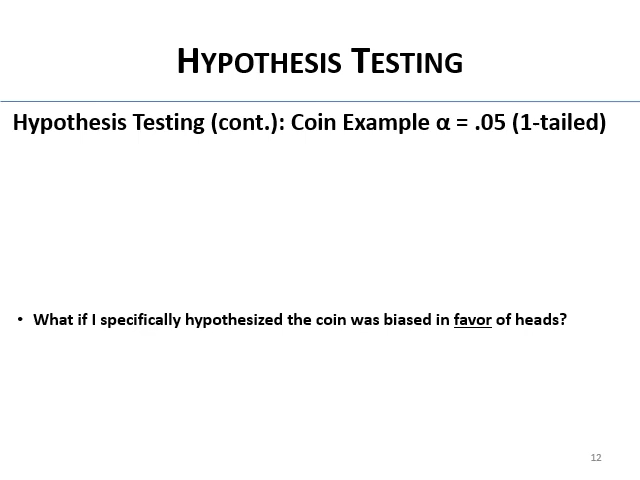 HYPOTHESIS TESTING
Hypothesis Testing (cont.): Coin Example α = .05 (1-tailed)
• What if I specifically hypothesized the coin was biased in favor of heads?
12